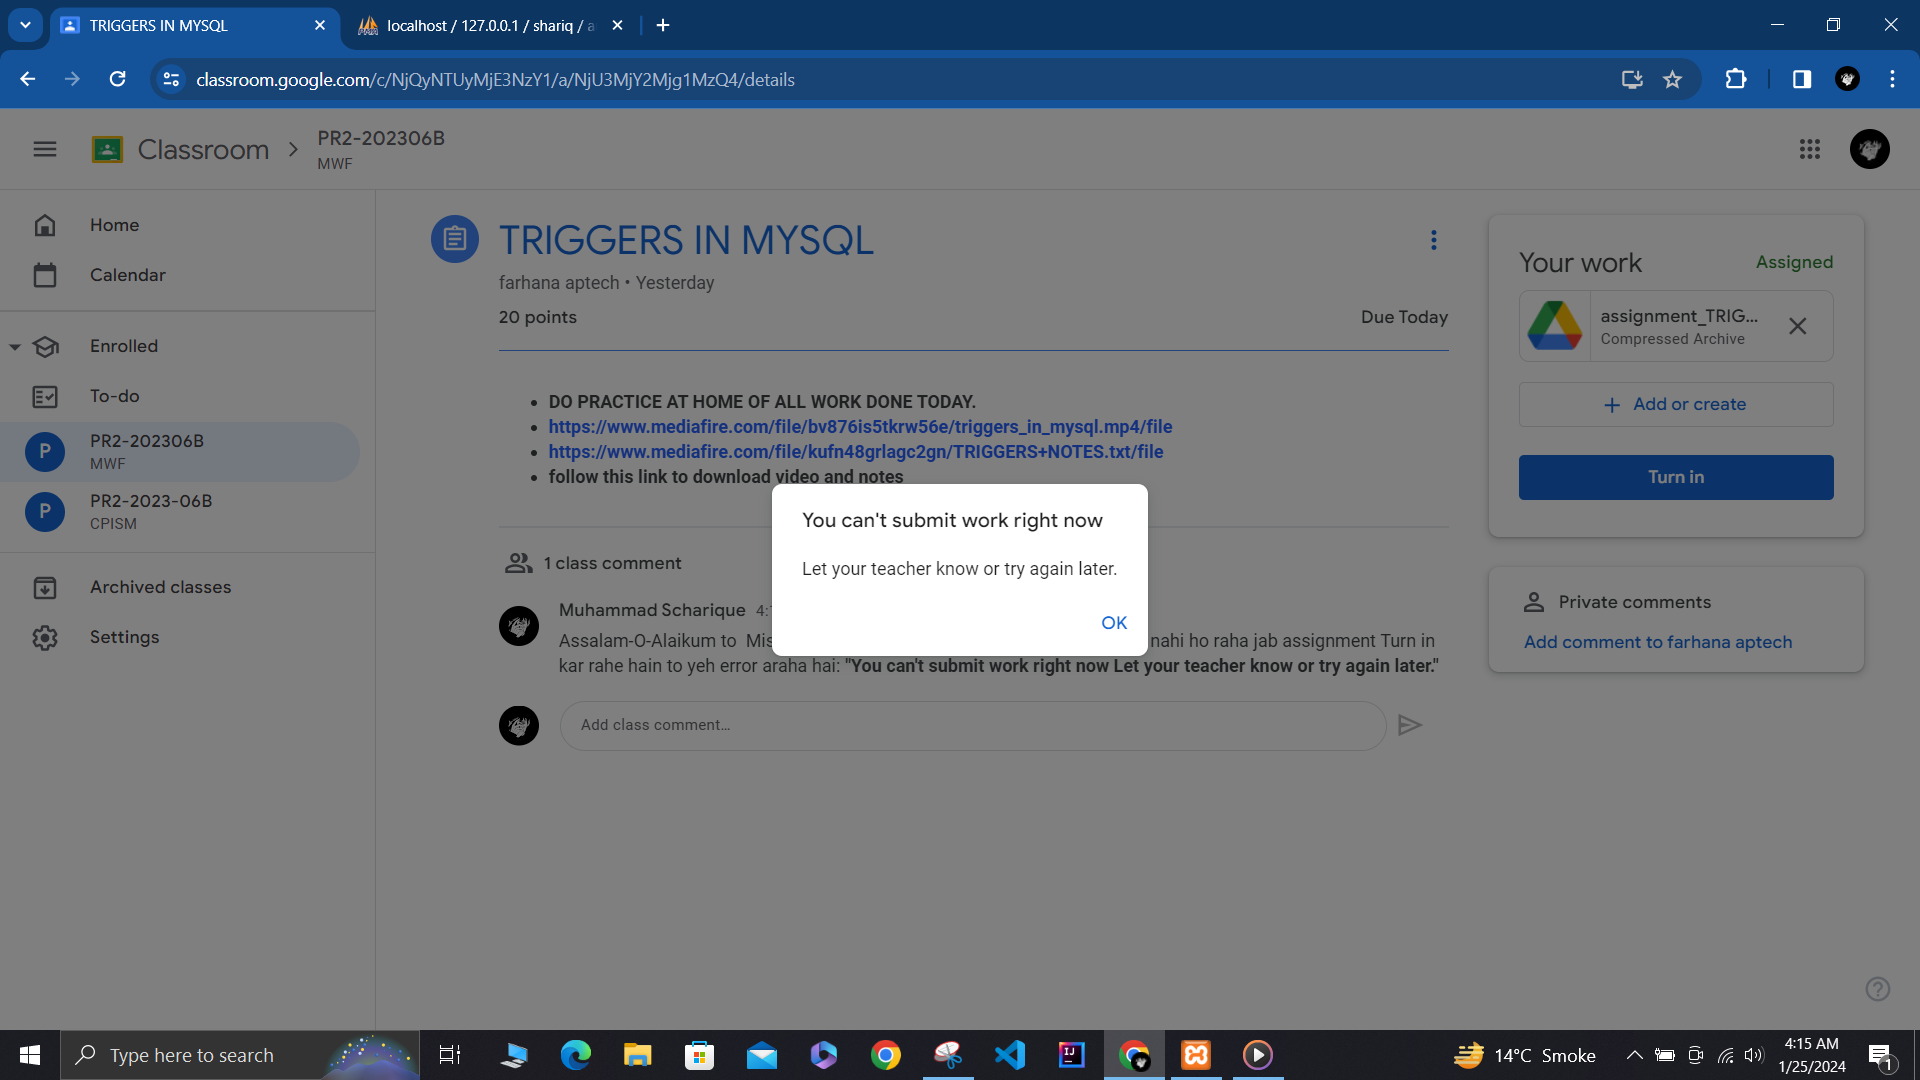 TRIGGERS IN MYSQL
localhost / 127.0.0.1 / shariq / a
classroom.google.com/c/NjQyNTUyMjE3NzY1/a/NjU3MjY2Mjg1MzQ4/details
Classroom
PR2-202306B
MWF
Home
Calendar
Enrolled
To-do
P
PR2-202306B
MWF
P
PR2-2023-06B
CPISM
Archived classes
Settings
TRIGGERS IN MYSQL
farhana aptech • Yesterday
20 points
Due Today
• DO PRACTICE AT HOME OF ALL WORK DONE TODAY.
• https://www.mediafire.com/file/bv876is5tkrw56e/triggers_in_mysql.mp4/file
• https://www.mediafire.com/file/kufn48grlagc2gn/TRIGGERS+NOTES.txt/file
• follow this link to download video and notes
1 class comment
Muhammad Scharique 4:
Assalam-O-Alaikum to Mis nahi ho raha jab assignment Turn in
kar rahe hain to yeh error araha hai: "You can't submit work right now Let your teacher know or try again later."
Add class comment…
You can't submit work right now
Let your teacher know or try again later.
OK
Your work
Assigned
assignment_TRIG...
Compressed Archive
Add or create
Turn in
Private comments
Add comment to farhana aptech
Type here to search
14°C Smoke
4:15 AM
1/25/2024
1